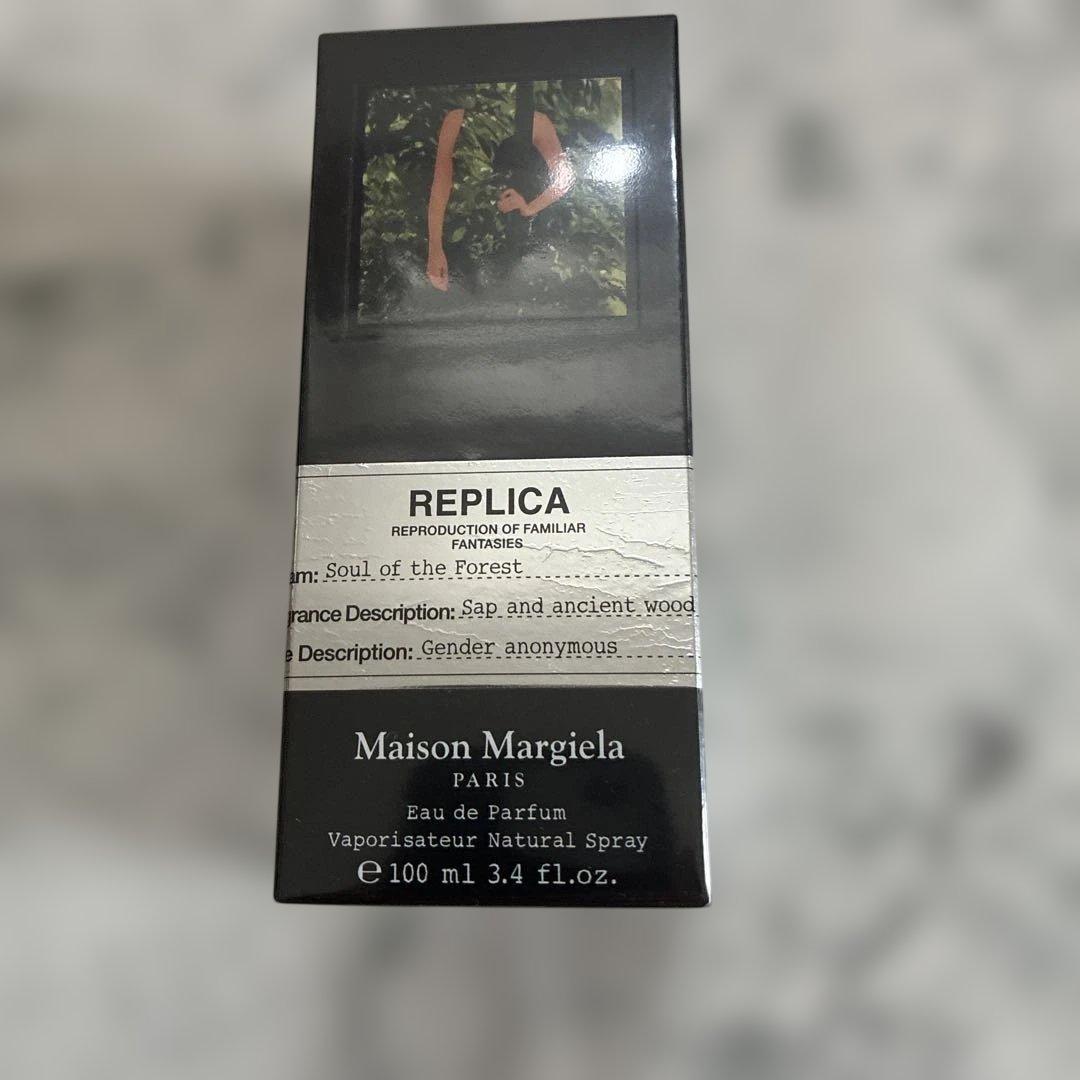 REPLICA
REPRODUCTION OF FAMILIAR
FANTASIES
am: Soul of the Forest
grance Description: Sap and ancient wood
e Description: Gender anonymous
Maison Margiela
PARIS
Eau de Parfum
Vaporisateur Natural Spray
℮ 100 ml 3.4 fl.oz.